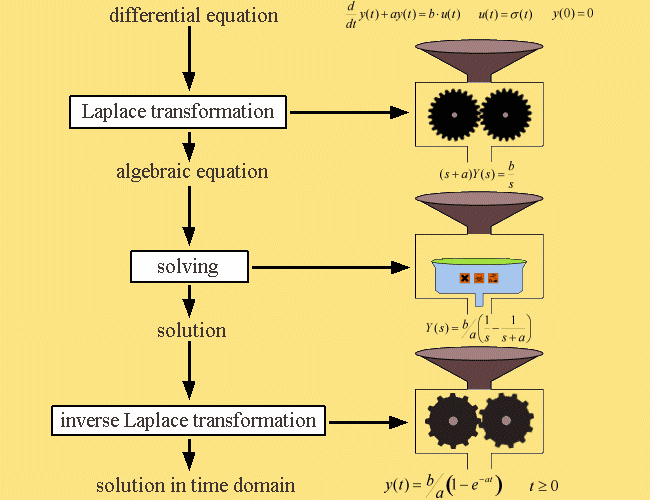 differential equation
d/dt y(t) + ay(t) = b · u(t)   u(t) = σ(t)   y(0) = 0
Laplace transformation
algebraic equation
(s + a)Y(s) = b/s
solving
solution
Y(s) = b/a (1/s − 1/(s + a))
inverse Laplace transformation
solution in time domain
y(t) = b/a (1 − e^{−at})   t ≥ 0